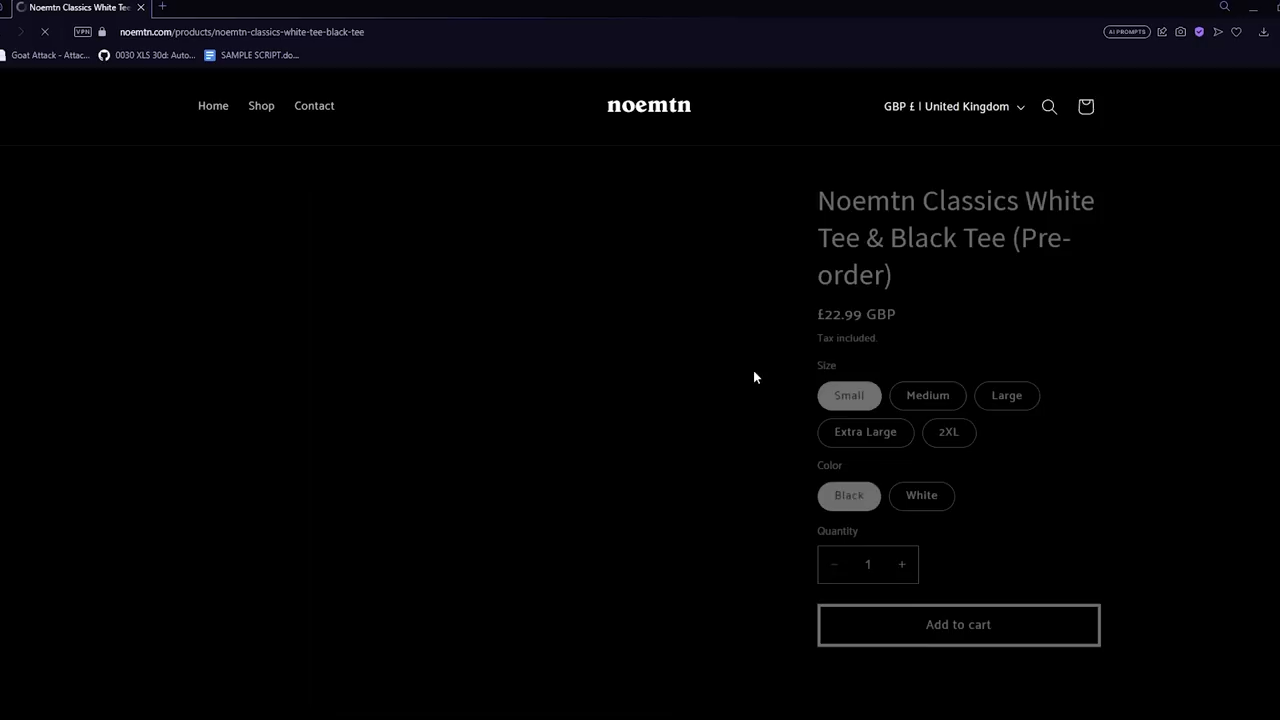 Noemtn Classics White Tee
VPN
noemtn.com/products/noemtn-classics-white-tee-black-tee
AI PROMPTS
Goat Attack - Attac...
0030 XLS 30d: Auto...
SAMPLE SCRIPT.do...
Home
Shop
Contact
noemtn
GBP £ | United Kingdom
Noemtn Classics White
Tee & Black Tee (Pre-
order)
£22.99 GBP
Tax included.
Size
Small
Medium
Large
Extra Large
2XL
Color
Black
White
Quantity
− 1 +
Add to cart